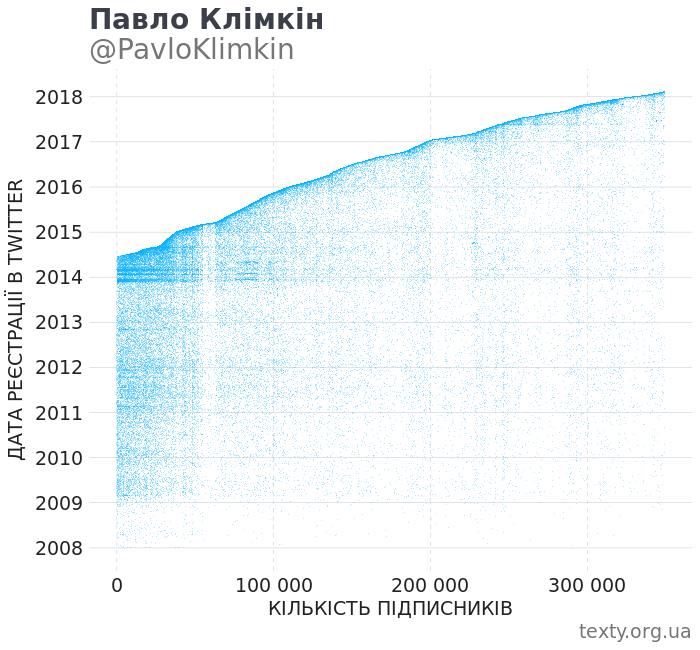 Павло Клімкін
@PavloKlimkin
ДАТА РЕЄСТРАЦІЇ В TWITTER
2018
2017
2016
2015
2014
2013
2012
2011
2010
2009
2008
0 100 000 200 000 300 000
КІЛЬКІСТЬ ПІДПИСНИКІВ
texty.org.ua